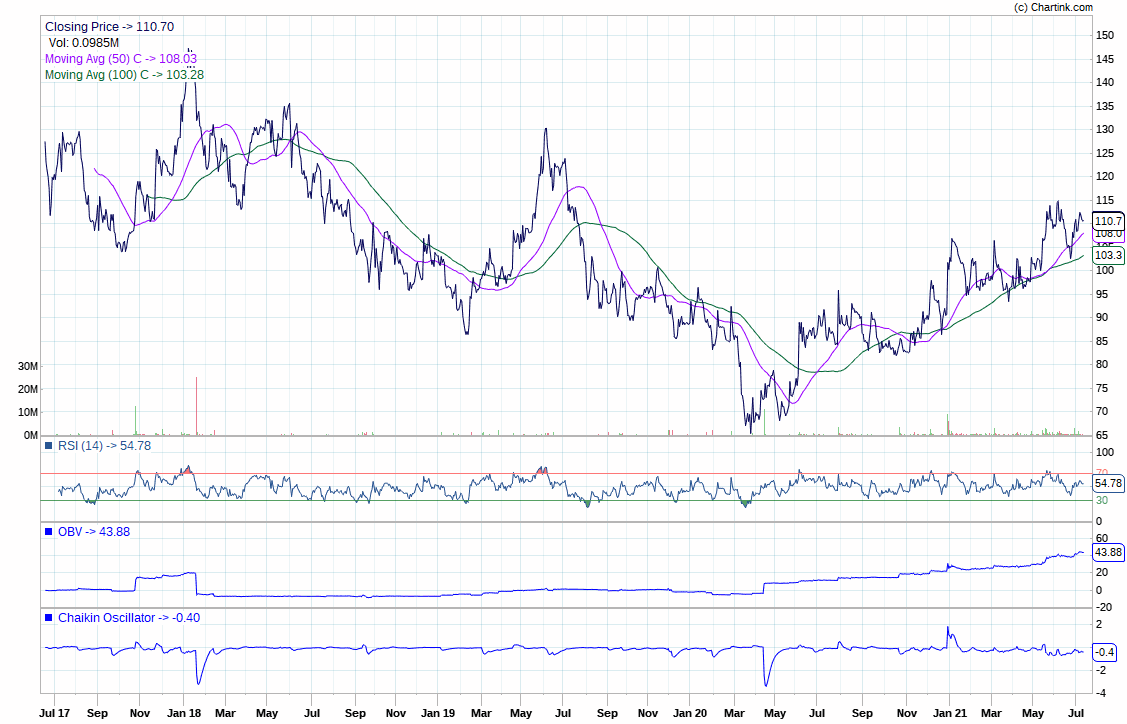 (c) Chartink.com
Closing Price -> 110.70
Vol: 0.0985M
Moving Avg (50) C -> 108.03
Moving Avg (100) C -> 103.28
150
145
140
135
130
125
120
115
110.7
108.0
103.3
100
95
90
85
80
75
70
65
30M
20M
10M
0M
RSI (14) -> 54.78
100
70
54.78
30
0
OBV -> 43.88
60
43.88
20
0
-20
Chaikin Oscillator -> -0.40
2
-0.4
-2
-4
Jul 17 Sep Nov Jan 18 Mar May Jul Sep Nov Jan 19 Mar May Jul Sep Nov Jan 20 Mar May Jul Sep Nov Jan 21 Mar May Jul